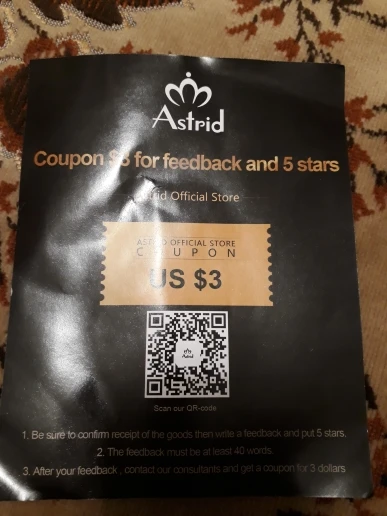 Astrid
Coupon $3 for feedback and 5 stars
Astrid Official Store
ASTRID OFFICIAL STORE
COUPON
US $3
Astrid
Scan our QR-code
1. Be sure to confirm receipt of the goods then write a feedback and put 5 stars.
2. The feedback must be at least 40 words.
3. After your feedback , contact our consultants and get a coupon for 3 dollars